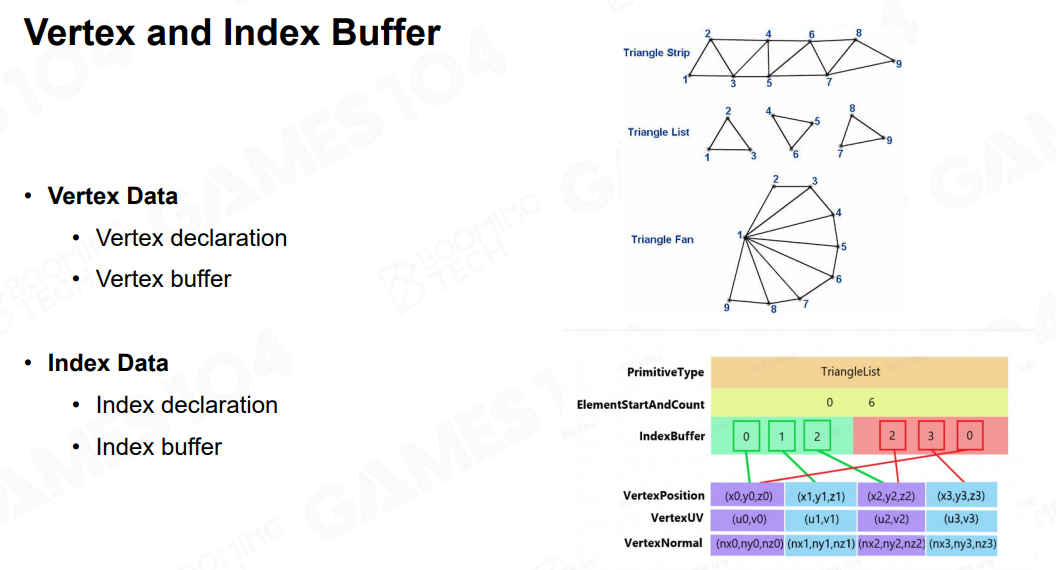 Vertex and Index Buffer
• Vertex Data
• Vertex declaration
• Vertex buffer
• Index Data
• Index declaration
• Index buffer
Triangle Strip
1 2 3 4 5 6 7 8 9
Triangle List
1 2 3 4 5 6 7 8 9
Triangle Fan
1 2 3 4 5 6 7 8 9
PrimitiveType TriangleList
ElementStartAndCount 0 6
IndexBuffer 0 1 2 2 3 0
VertexPosition (x0,y0,z0) (x1,y1,z1) (x2,y2,z2) (x3,y3,z3)
VertexUV (u0,v0) (u1,v1) (u2,v2) (u3,v3)
VertexNormal (nx0,ny0,nz0) (nx1,ny1,nz1) (nx2,ny2,nz2) (nx3,ny3,nz3)
GAMES 104
BOOMING
TECH